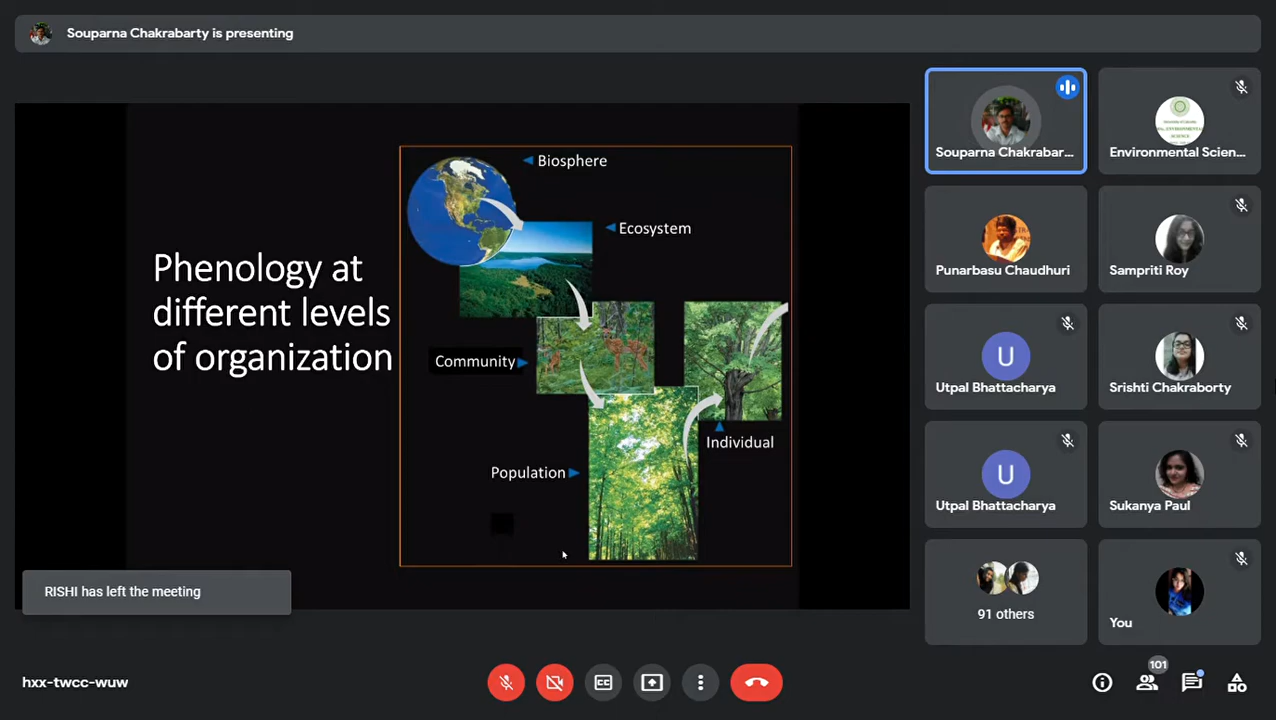 Souparna Chakrabarty is presenting
Phenology at
different levels
of organization
Biosphere
Ecosystem
Community
Individual
Population
RISHI has left the meeting
Souparna Chakrabar...
Environmental Scien...
Punarbasu Chaudhuri
Sampriti Roy
U
Utpal Bhattacharya
Srishti Chakraborty
U
Utpal Bhattacharya
Sukanya Paul
91 others
You
hxx-twcc-wuw
CC
101